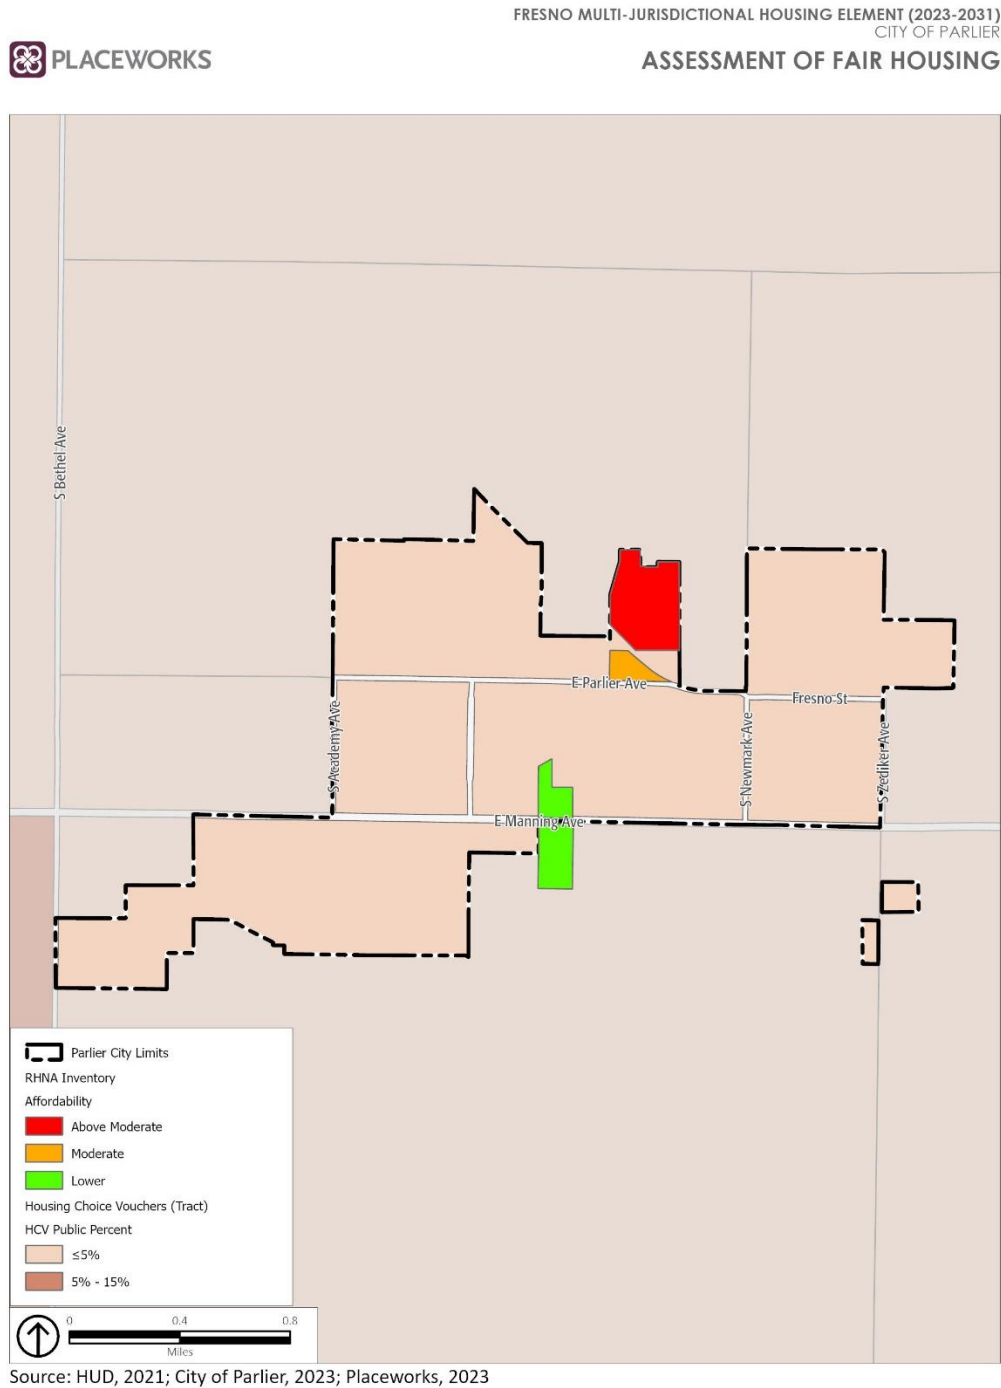 FRESNO MULTI-JURISDICTIONAL HOUSING ELEMENT (2023-2031)
CITY OF PARLIER
PLACEWORKS
ASSESSMENT OF FAIR HOUSING
S Bethel Ave
E Parlier Ave
Fresno St
S Academy Ave
S Newmark Ave
S Zediker Ave
E Manning Ave
Parlier City Limits
RHNA Inventory
Affordability
Above Moderate
Moderate
Lower
Housing Choice Vouchers (Tract)
HCV Public Percent
≤5%
5% - 15%
0 0.4 0.8
Miles
Source: HUD, 2021; City of Parlier, 2023; Placeworks, 2023